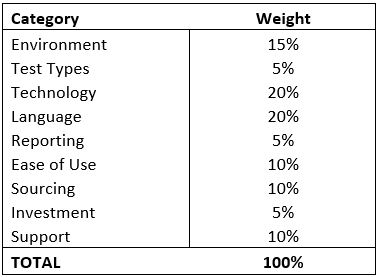 Category Weight
Environment 15%
Test Types 5%
Technology 20%
Language 20%
Reporting 5%
Ease of Use 10%
Sourcing 10%
Investment 5%
Support 10%
TOTAL 100%